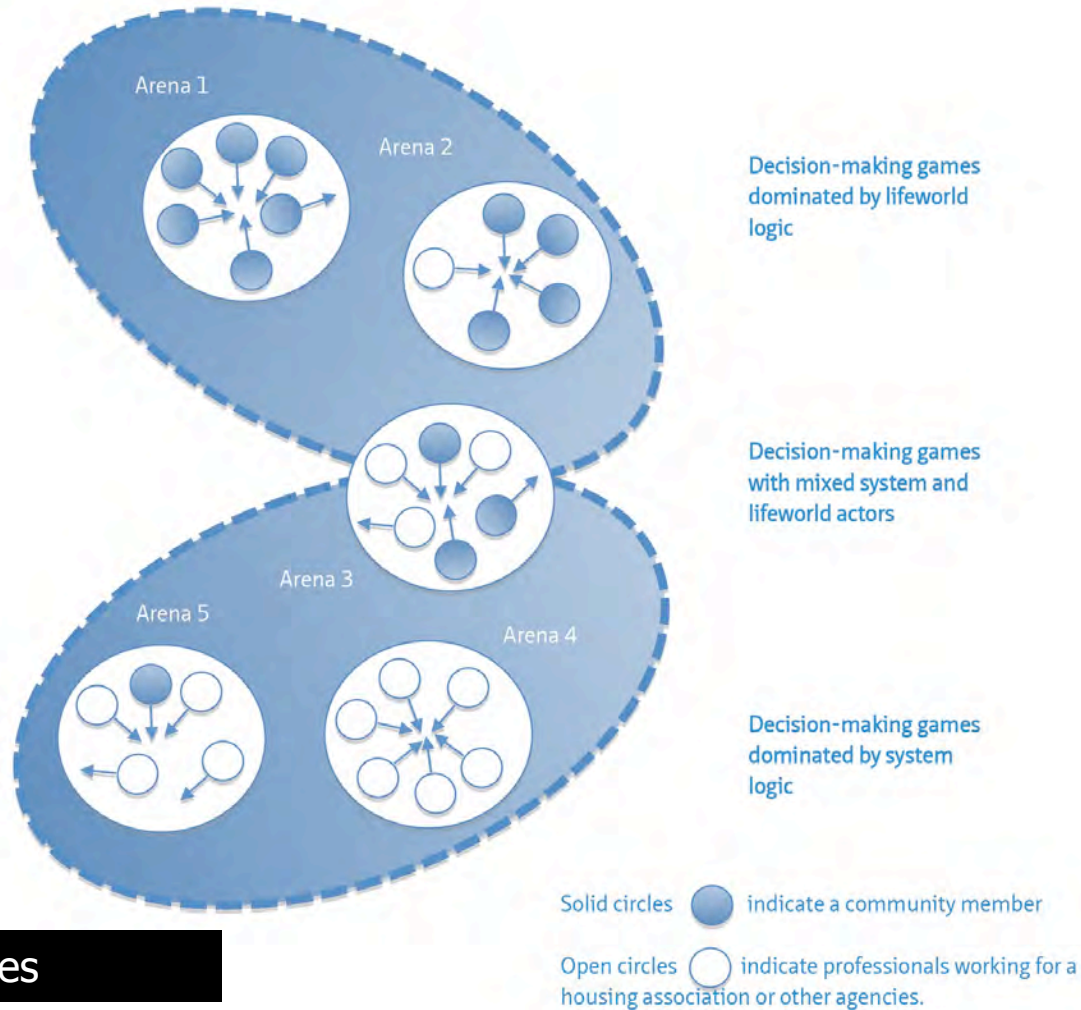 Arena 1
Arena 2
Decision-making games
dominated by lifeworld
logic
Decision-making games
with mixed system and
lifeworld actors
Arena 3
Arena 5
Arena 4
Decision-making games
dominated by system
logic
Solid circles indicate a community member
Open circles indicate professionals working for a
housing association or other agencies.
es